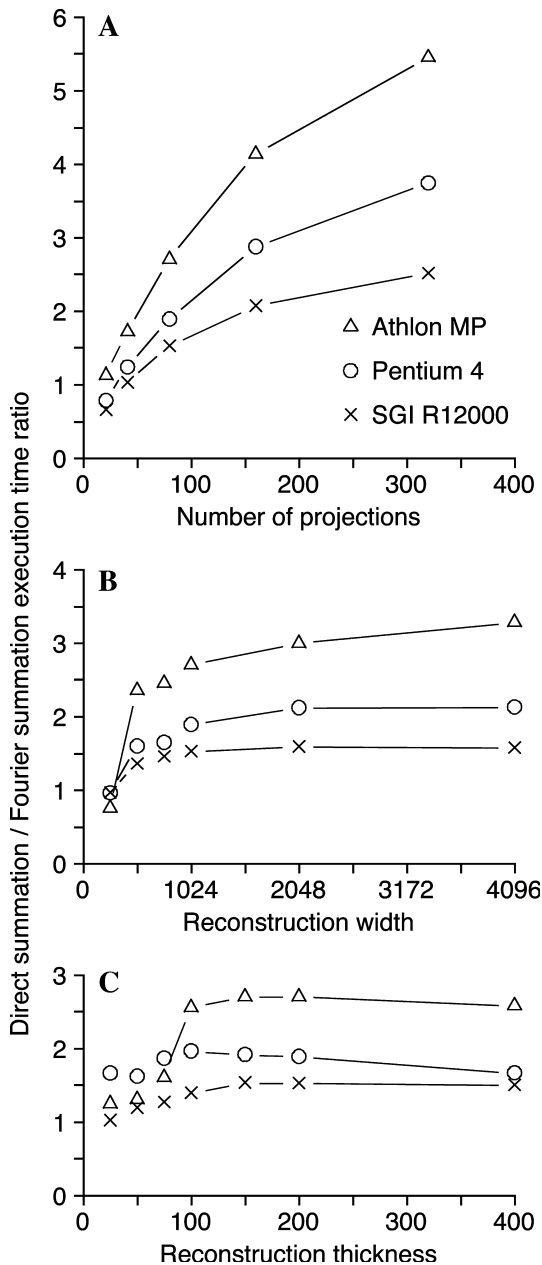 Direct summation / Fourier summation execution time ratio
A
6
5
4
3
2
1
0
Athlon MP
Pentium 4
SGI R12000
0 100 200 300 400
Number of projections
B
4
3
2
1
0
0 1024 2048 3172 4096
Reconstruction width
C
3
2
1
0
0 100 200 300 400
Reconstruction thickness